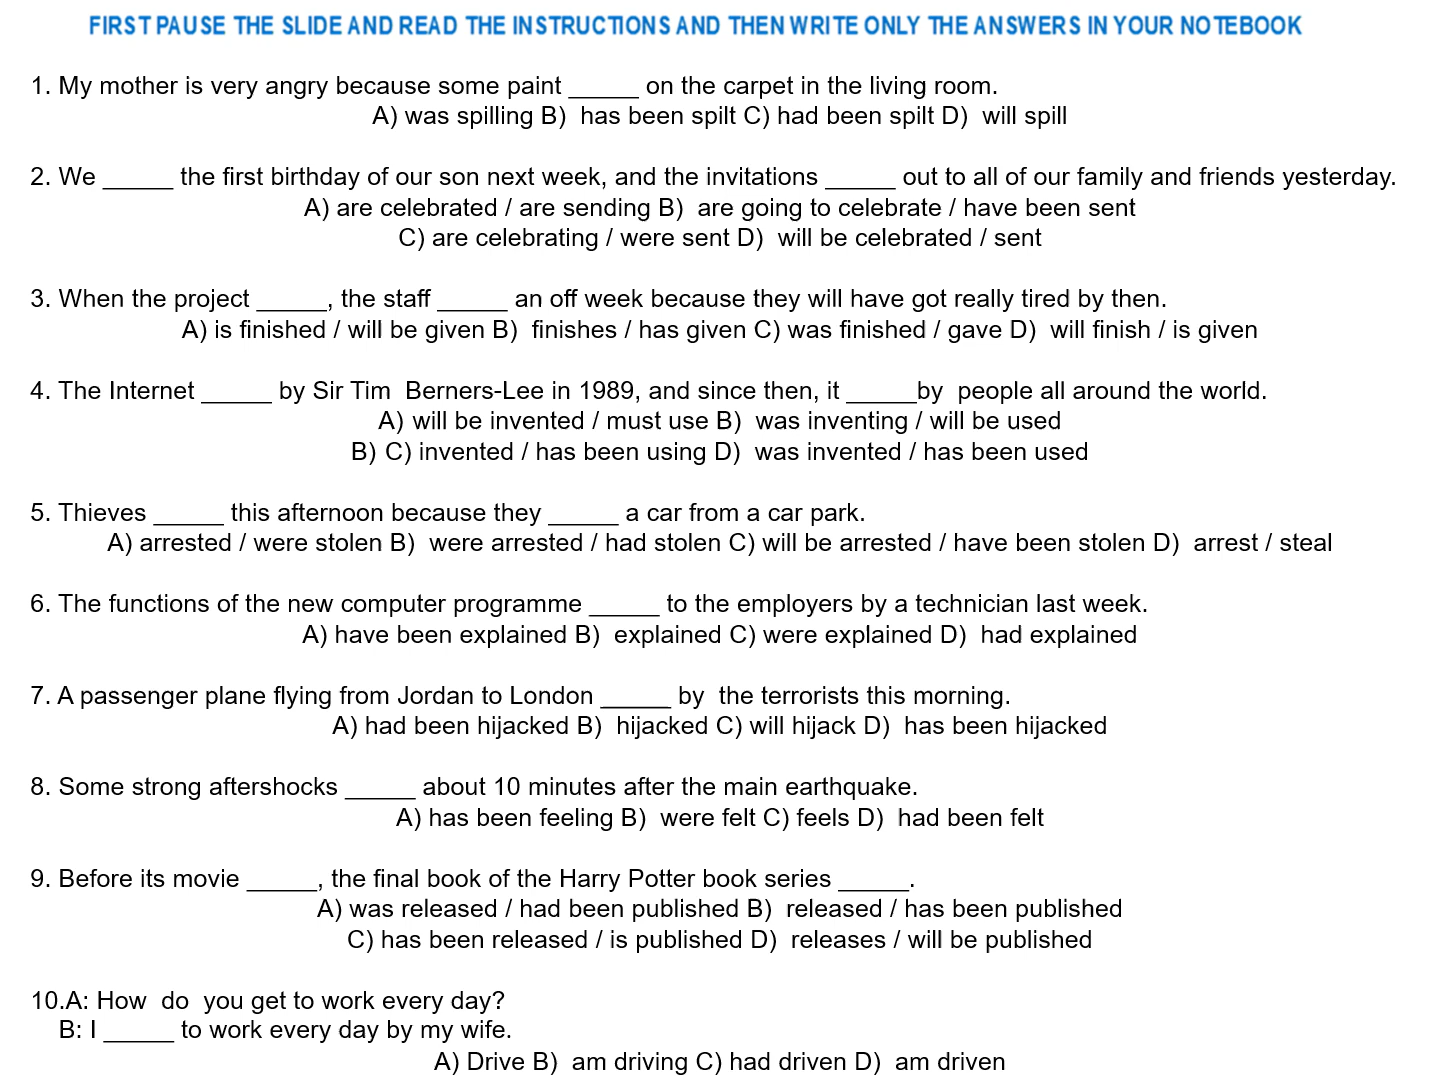 FIRST PAUSE THE SLIDE AND READ THE INSTRUCTIONS AND THEN WRITE ONLY THE ANSWERS IN YOUR NOTEBOOK
1. My mother is very angry because some paint _____ on the carpet in the living room.
A) was spilling B)  has been spilt C) had been spilt D)  will spill
2. We _____ the first birthday of our son next week, and the invitations _____ out to all of our family and friends yesterday.
A) are celebrated / are sending B)  are going to celebrate / have been sent
C) are celebrating / were sent D)  will be celebrated / sent
3. When the project _____, the staff _____ an off week because they will have got really tired by then.
A) is finished / will be given B)  finishes / has given C) was finished / gave D)  will finish / is given
4. The Internet _____ by Sir Tim  Berners-Lee in 1989, and since then, it _____by  people all around the world.
A) will be invented / must use B)  was inventing / will be used
B) C) invented / has been using D)  was invented / has been used
5. Thieves _____ this afternoon because they _____ a car from a car park.
A) arrested / were stolen B)  were arrested / had stolen C) will be arrested / have been stolen D)  arrest / steal
6. The functions of the new computer programme _____ to the employers by a technician last week.
A) have been explained B)  explained C) were explained D)  had explained
7. A passenger plane flying from Jordan to London _____ by  the terrorists this morning.
A) had been hijacked B)  hijacked C) will hijack D)  has been hijacked
8. Some strong aftershocks _____ about 10 minutes after the main earthquake.
A) has been feeling B)  were felt C) feels D)  had been felt
9. Before its movie _____, the final book of the Harry Potter book series _____.
A) was released / had been published B)  released / has been published
C) has been released / is published D)  releases / will be published
10.A: How  do  you get to work every day?
B: I _____ to work every day by my wife.
A) Drive B)  am driving C) had driven D)  am driven